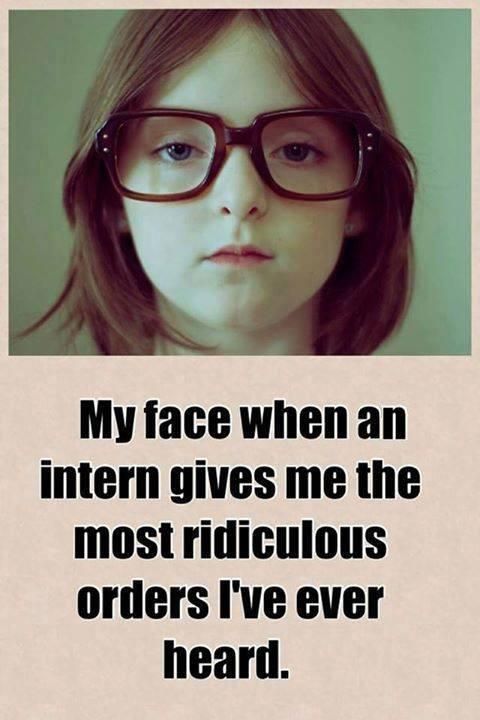 My face when an
intern gives me the
most ridiculous
orders I've ever
heard.